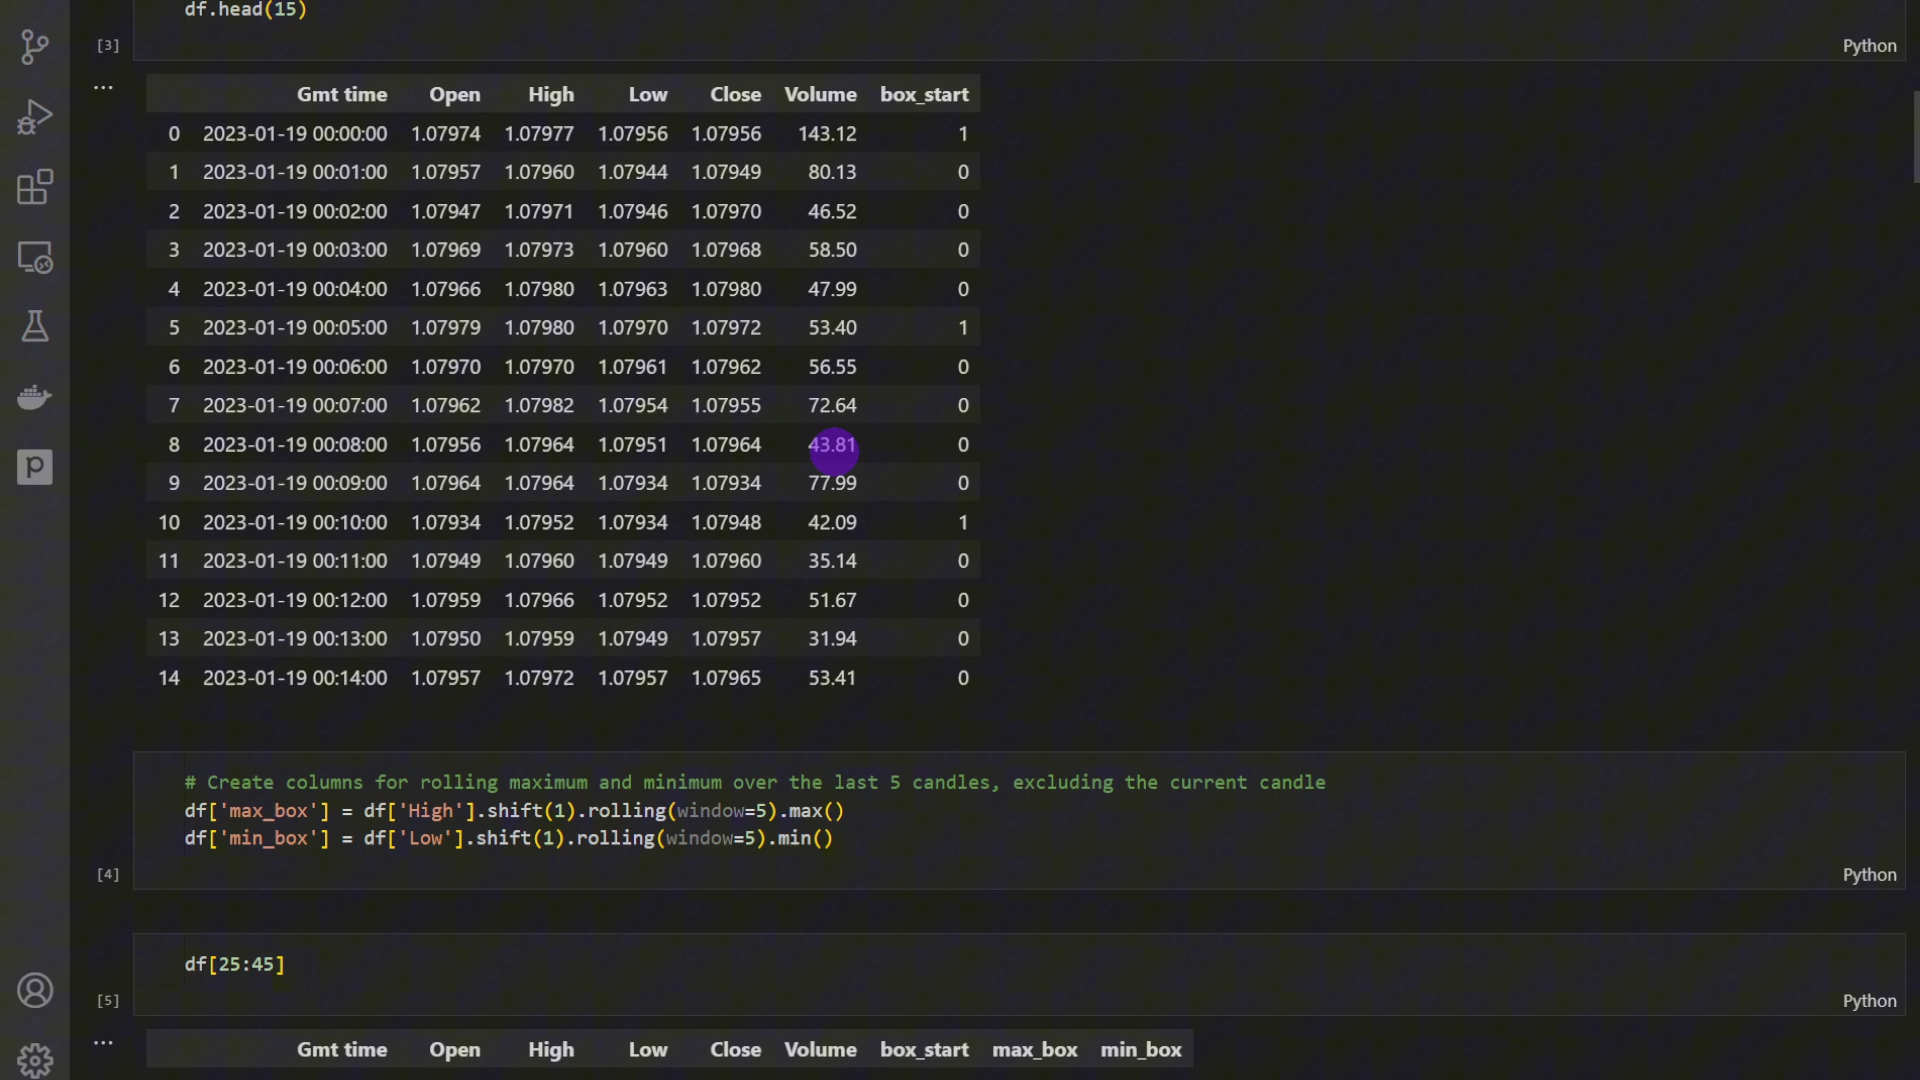 df.head(15)
[3]
Python
...
Gmt time Open High Low Close Volume box_start
0 2023-01-19 00:00:00 1.07974 1.07977 1.07956 1.07956 143.12 1
1 2023-01-19 00:01:00 1.07957 1.07960 1.07944 1.07949 80.13 0
2 2023-01-19 00:02:00 1.07947 1.07971 1.07946 1.07970 46.52 0
3 2023-01-19 00:03:00 1.07969 1.07973 1.07960 1.07968 58.50 0
4 2023-01-19 00:04:00 1.07966 1.07980 1.07963 1.07980 47.99 0
5 2023-01-19 00:05:00 1.07979 1.07980 1.07970 1.07972 53.40 1
6 2023-01-19 00:06:00 1.07970 1.07970 1.07961 1.07962 56.55 0
7 2023-01-19 00:07:00 1.07962 1.07982 1.07954 1.07955 72.64 0
8 2023-01-19 00:08:00 1.07956 1.07964 1.07951 1.07964 43.81 0
9 2023-01-19 00:09:00 1.07964 1.07964 1.07934 1.07934 77.99 0
10 2023-01-19 00:10:00 1.07934 1.07952 1.07934 1.07948 42.09 1
11 2023-01-19 00:11:00 1.07949 1.07960 1.07949 1.07960 35.14 0
12 2023-01-19 00:12:00 1.07959 1.07966 1.07952 1.07952 51.67 0
13 2023-01-19 00:13:00 1.07950 1.07959 1.07949 1.07957 31.94 0
14 2023-01-19 00:14:00 1.07957 1.07972 1.07957 1.07965 53.41 0
# Create columns for rolling maximum and minimum over the last 5 candles, excluding the current candle
df['max_box'] = df['High'].shift(1).rolling(window=5).max()
df['min_box'] = df['Low'].shift(1).rolling(window=5).min()
[4]
Python
df[25:45]
[5]
Python
...
Gmt time Open High Low Close Volume box_start max_box min_box